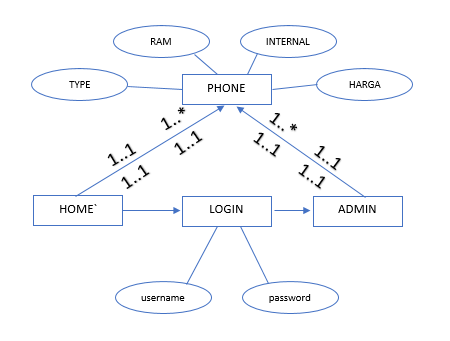 RAM
INTERNAL
TYPE
PHONE
HARGA
1..*
1..*
1..1
1..1
1..1
1..1
1..1
1..1
HOME`
LOGIN
ADMIN
username
password